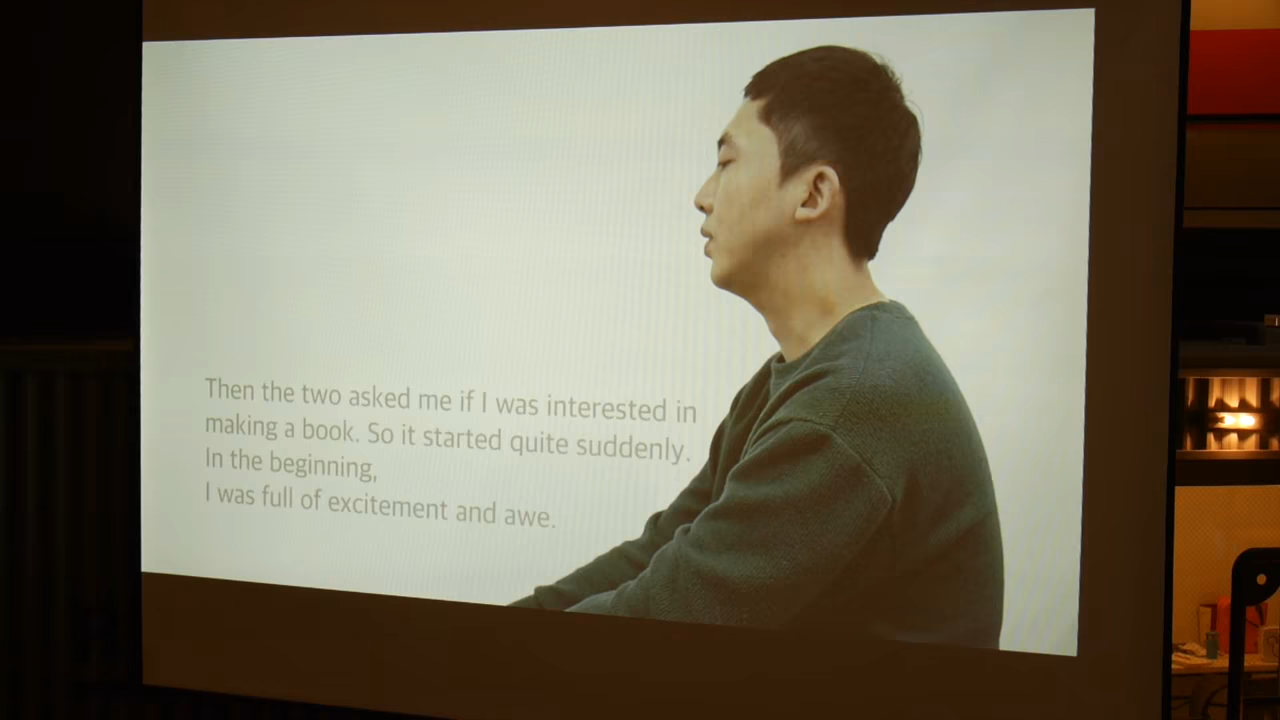 Then the two asked me if I was interested in
making a book. So it started quite suddenly.
In the beginning,
I was full of excitement and awe.